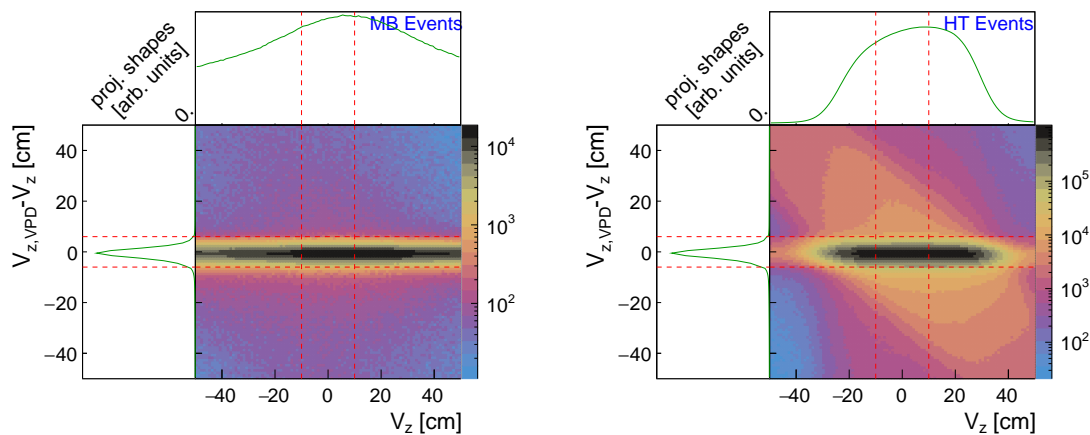 MB Events
proj. shapes
[arb. units]
0.
V_z,VPD-V_z [cm]
40
20
0
−20
−40
10^4
10^3
10^2
−40 −20 0 20 40
V_z [cm]
HT Events
proj. shapes
[arb. units]
0.
V_z,VPD-V_z [cm]
40
20
0
−20
−40
10^5
10^4
10^3
10^2
−40 −20 0 20 40
V_z [cm]